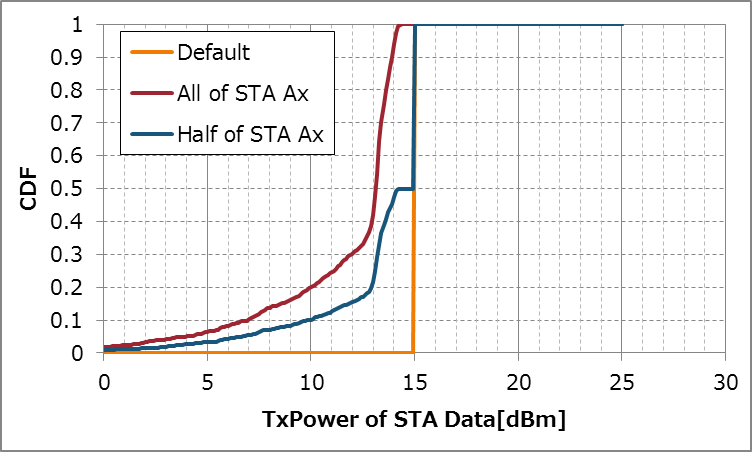 1
0.9
0.8
0.7
0.6
0.5
0.4
0.3
0.2
0.1
0
CDF
Default
All of STA Ax
Half of STA Ax
0 5 10 15 20 25 30
TxPower of STA Data[dBm]